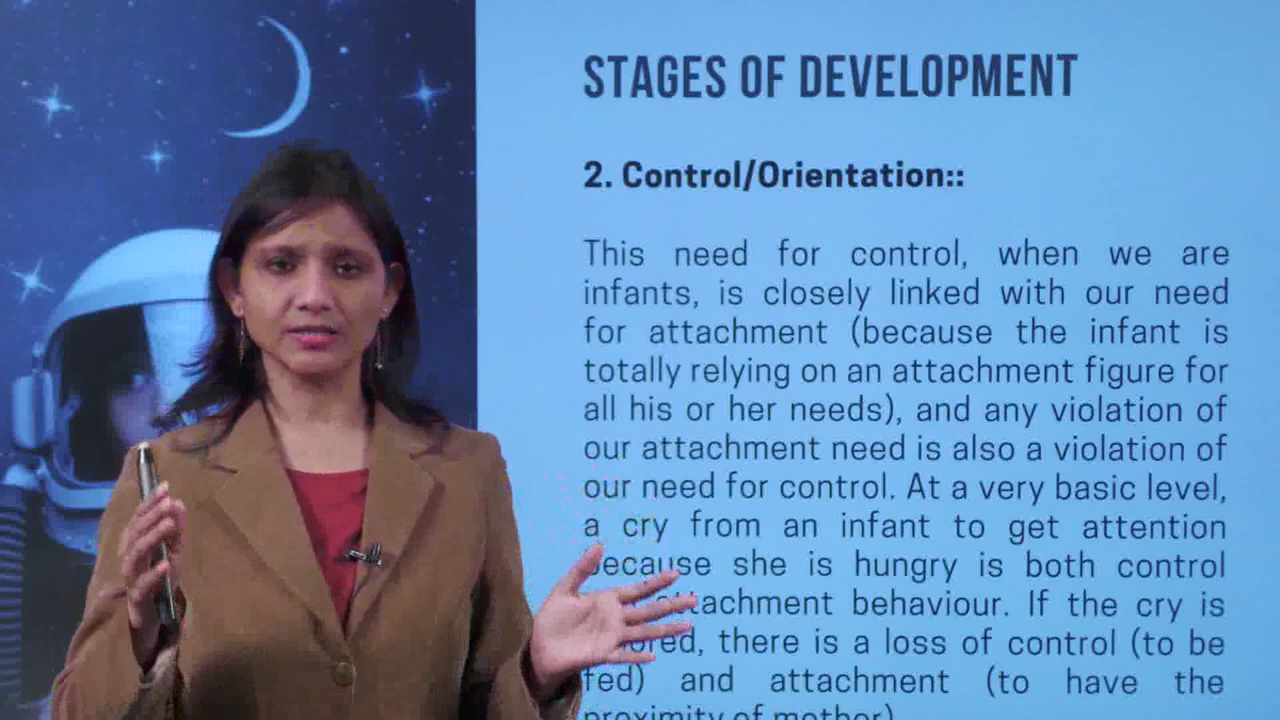 STAGES OF DEVELOPMENT
2. Control/Orientation::
This need for control, when we are
infants, is closely linked with our need
for attachment (because the infant is
totally relying on an attachment figure for
all his or her needs), and any violation of
our attachment need is also a violation of
our need for control. At a very basic level,
a cry from an infant to get attention
because she is hungry is both control
attachment behaviour. If the cry is
there is a loss of control (to be
fed) and attachment (to have the
proximity of mother)